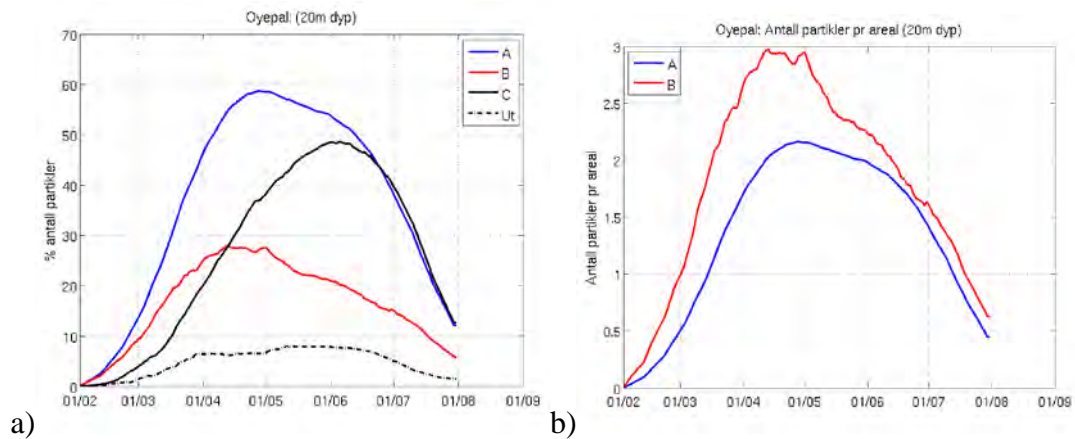 Oyepal: (20m dyp)
70
60
50
40
30
20
10
0
% antall partikler
A
B
C
Ut
01/02 01/03 01/04 01/05 01/06 01/07 01/08 01/09
a)
Oyepal: Antall partikler pr areal (20m dyp)
3
2.5
2
1.5
1
0.5
0
Antall partikler pr areal
A
B
01/02 01/03 01/04 01/05 01/06 01/07 01/08 01/09
b)